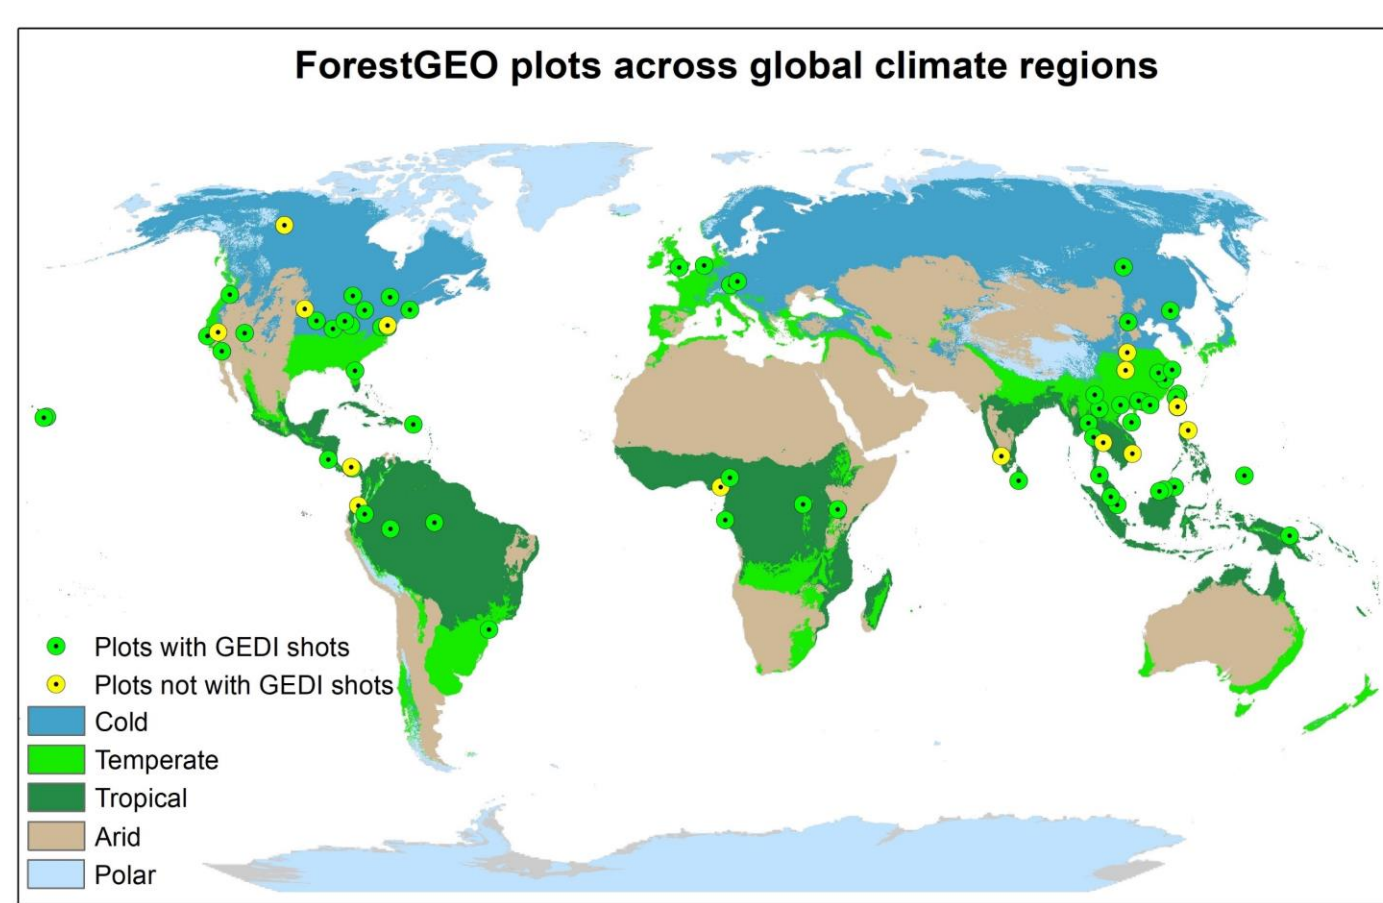 ForestGEO plots across global climate regions
Plots with GEDI shots
Plots not with GEDI shots
Cold
Temperate
Tropical
Arid
Polar